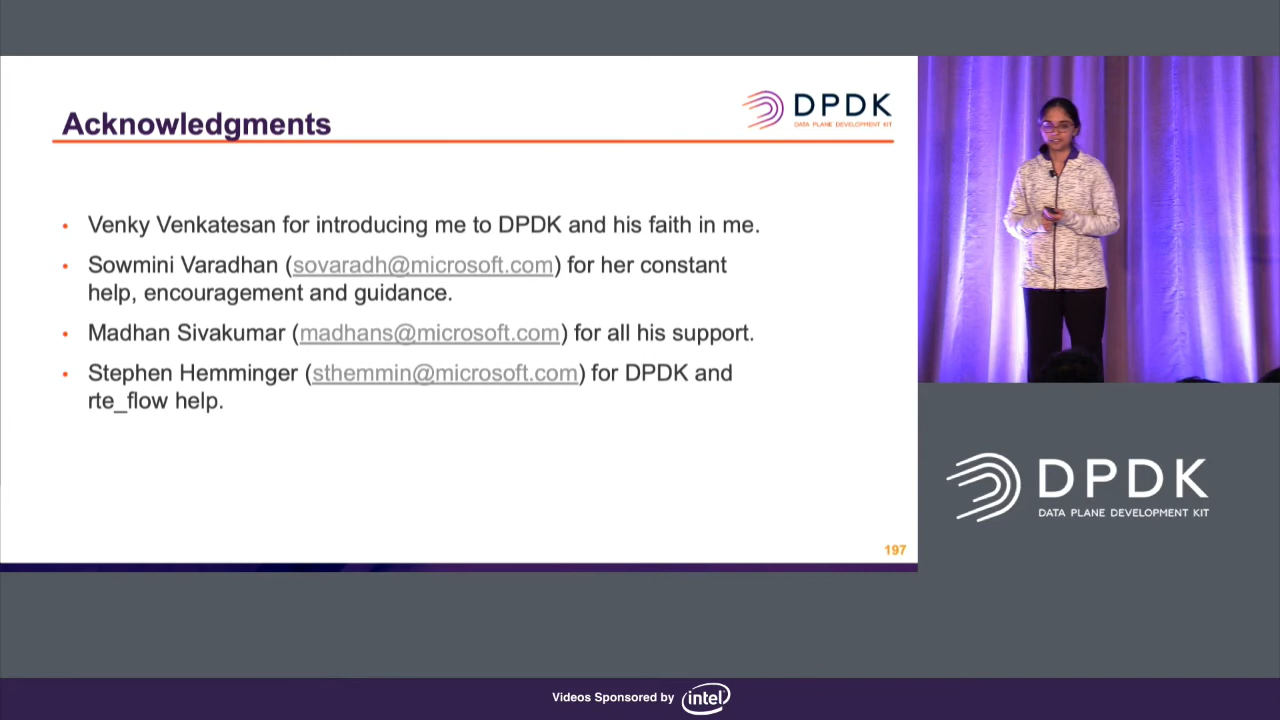 Acknowledgments
DPDK
DATA PLANE DEVELOPMENT KIT
• Venky Venkatesan for introducing me to DPDK and his faith in me.
• Sowmini Varadhan (sovaradh@microsoft.com) for her constant
help, encouragement and guidance.
• Madhan Sivakumar (madhans@microsoft.com) for all his support.
• Stephen Hemminger (sthemmin@microsoft.com) for DPDK and
rte_flow help.
197
DPDK
DATA PLANE DEVELOPMENT KIT
Videos Sponsored by intel